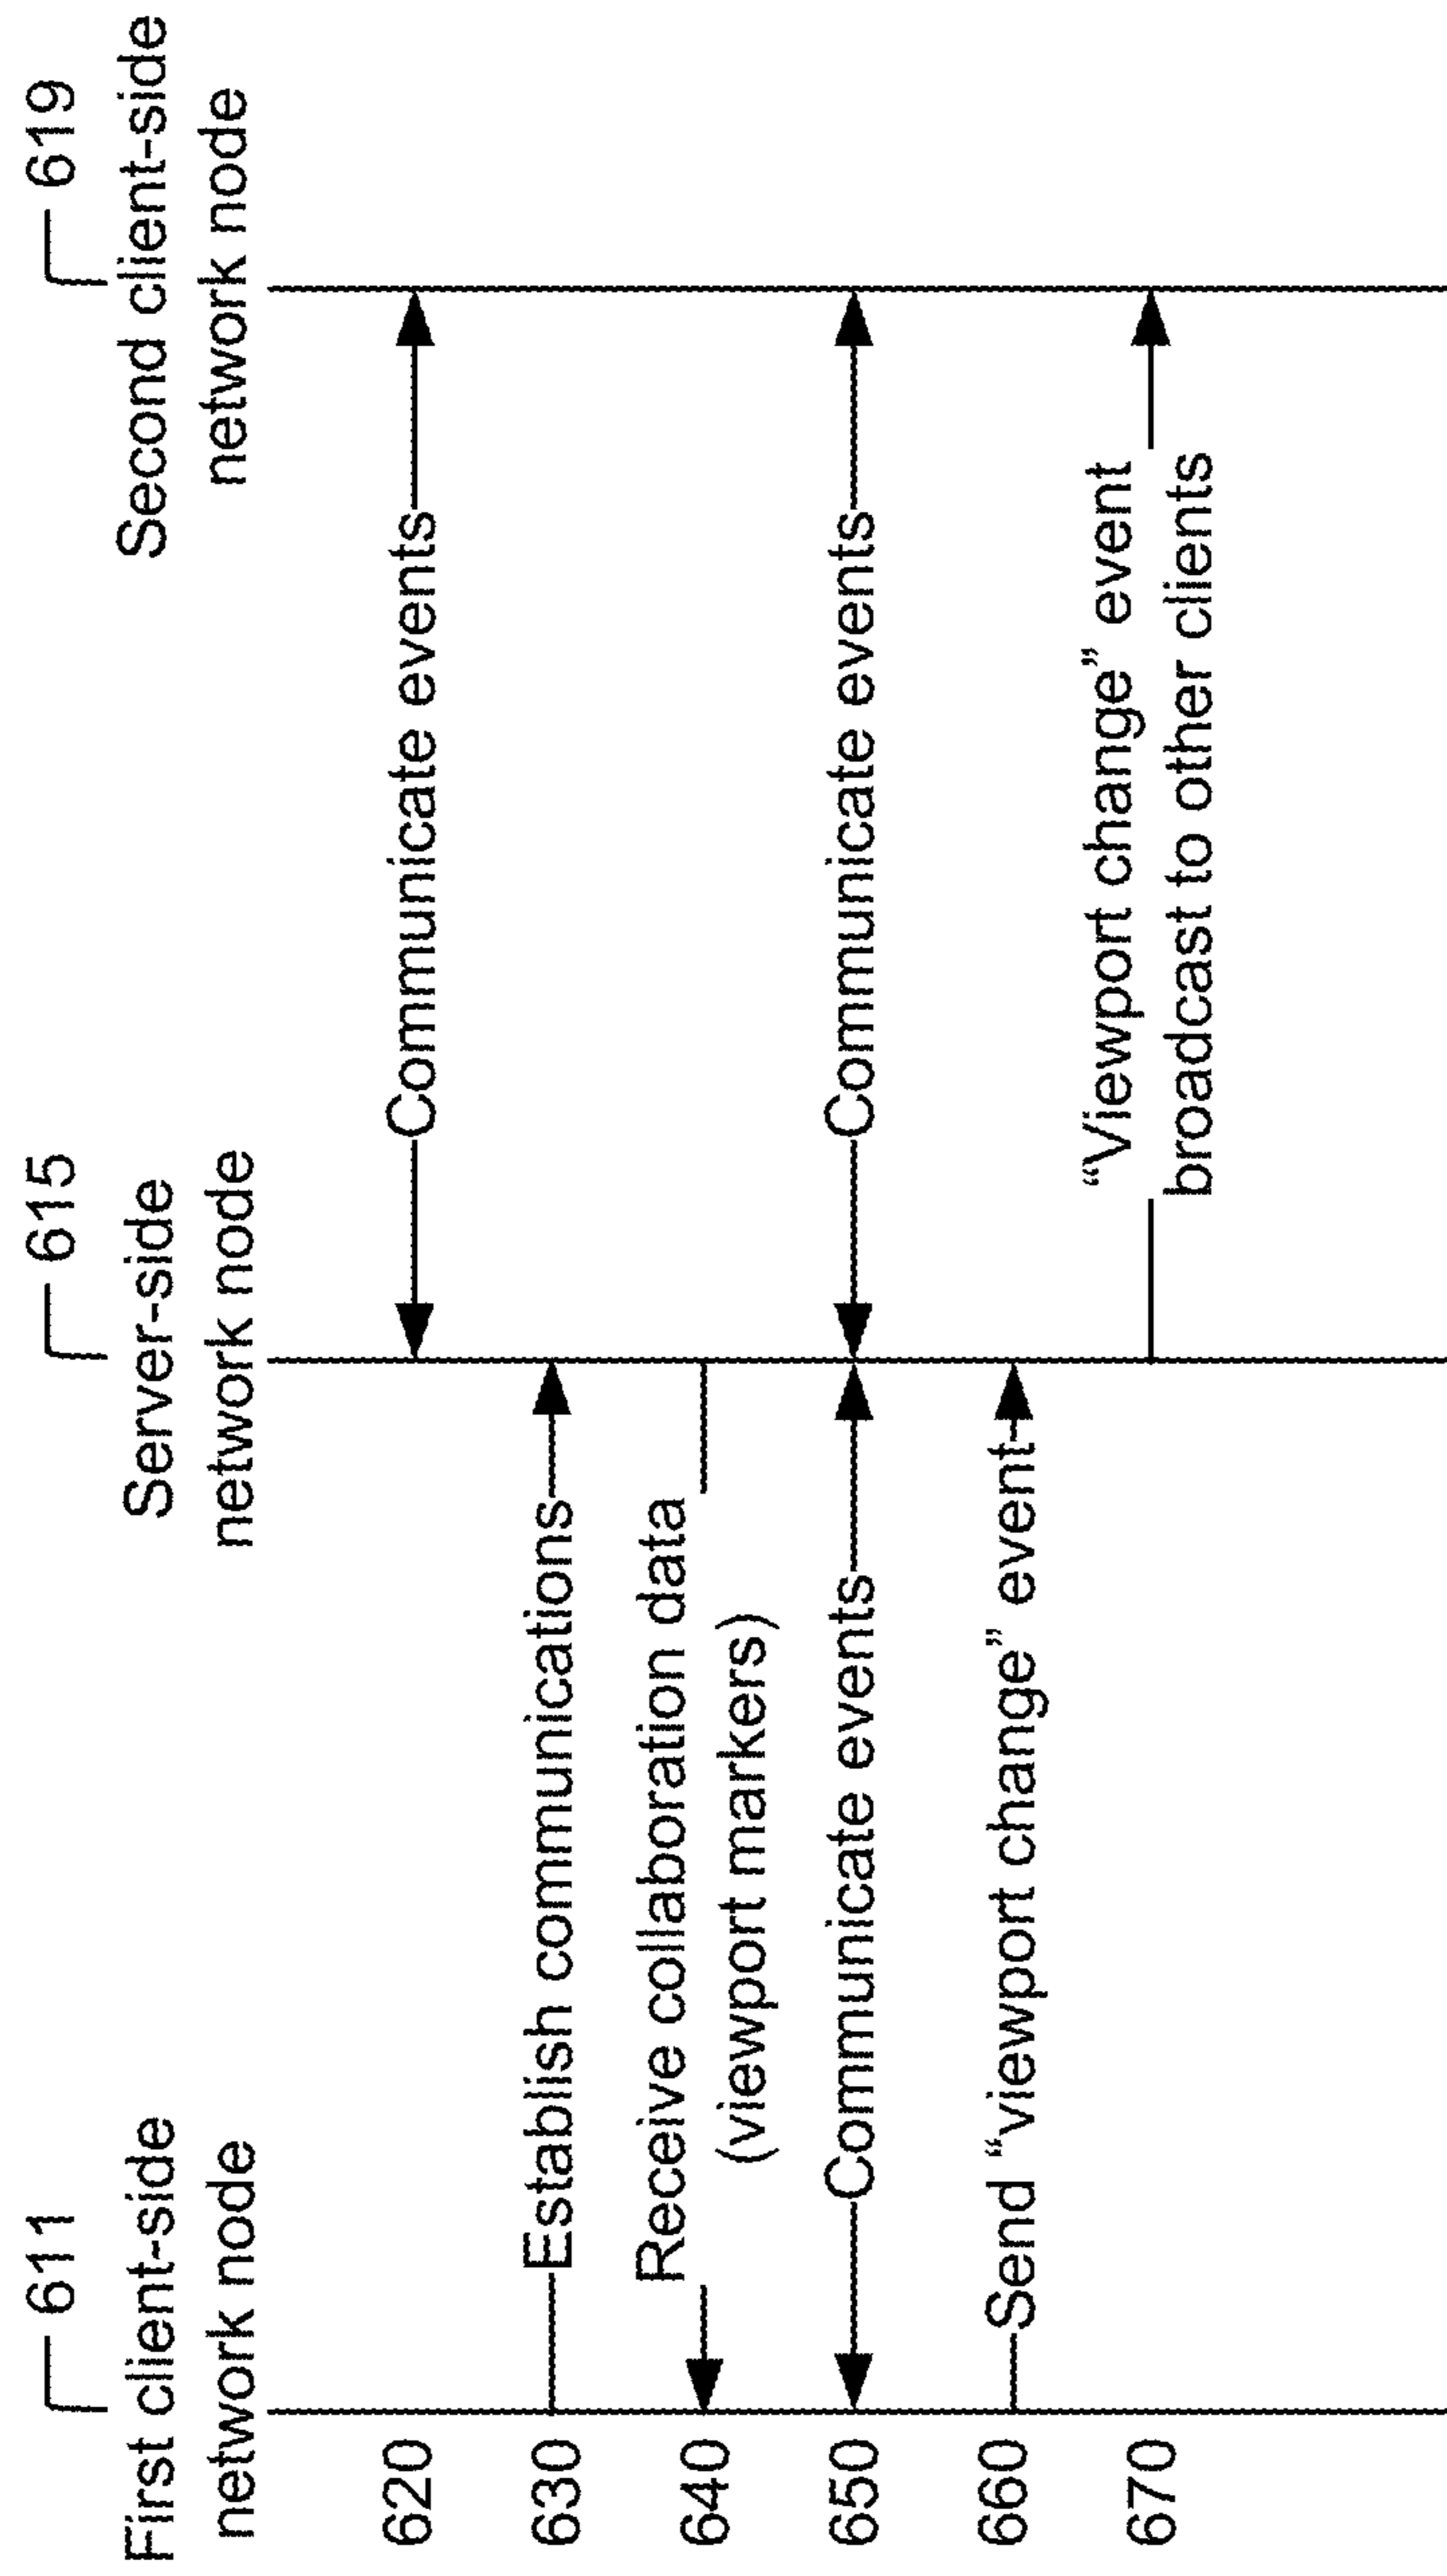 611
First client-side
network node
615
Server-side
network node
619
Second client-side
network node
620
Communicate events
630
Establish communications
640
Receive collaboration data
(viewport markers)
650
Communicate events
Communicate events
660
Send “viewport change” event
670
“Viewport change” event
broadcast to other clients